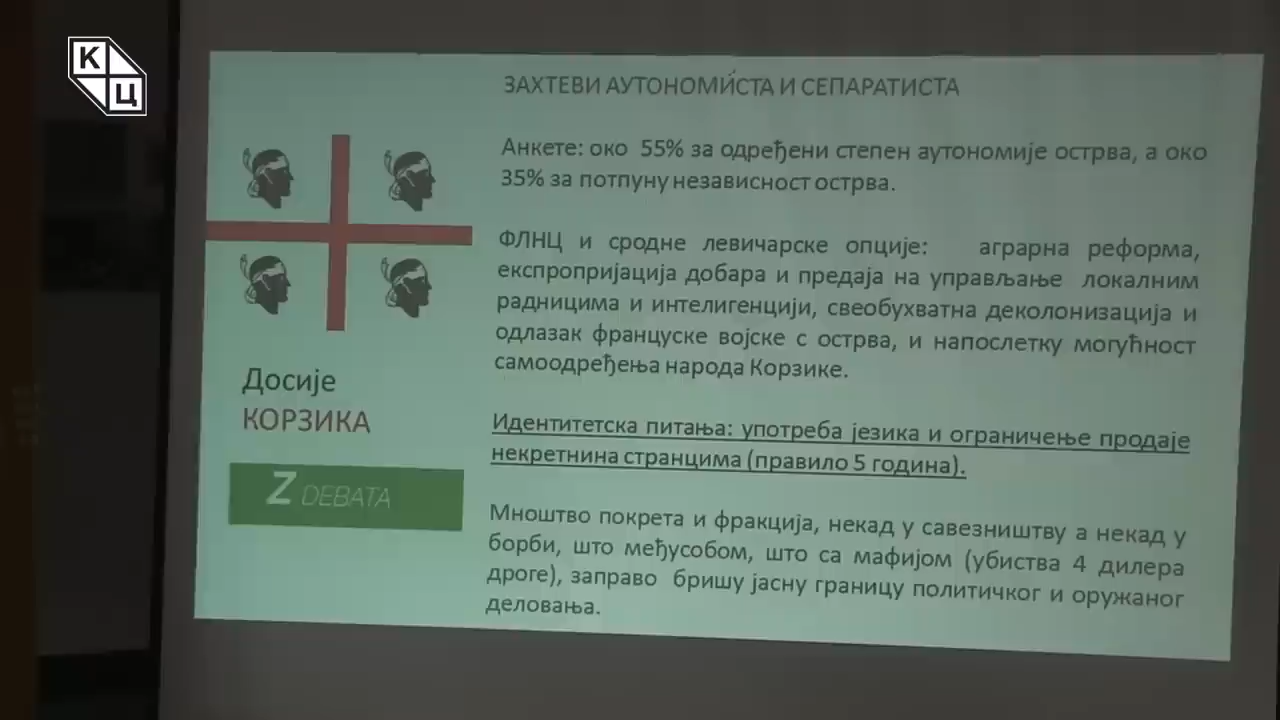 К
Ц
ЗАХТЕВИ АУТОНОМИСТА И СЕПАРАТИСТА
Анкете: око 55% за одређени степен аутономије острва, а око
35% за потпуну независност острва.
ФЛНЦ и сродне левичарске опције: аграрна реформа,
експропријација добара и предаја на управљање локалним
радницима и интелигенцији, свеобухватна деколонизација и
одлазак француске војске с острва, и напослетку могућност
самоодређења народа Корзике.
Идентитетска питања: употреба језика и ограничење продаје
некретнина странцима (правило 5 година).
Мноштво покрета и фракција, некад у савезништву а некад у
борби, што међусобом, што са мафијом (убиства 4 дилера
дроге), заправо бришу јасну границу политичког и оружаног
деловања.
Досије
КОРЗИКА
Z DEBATA